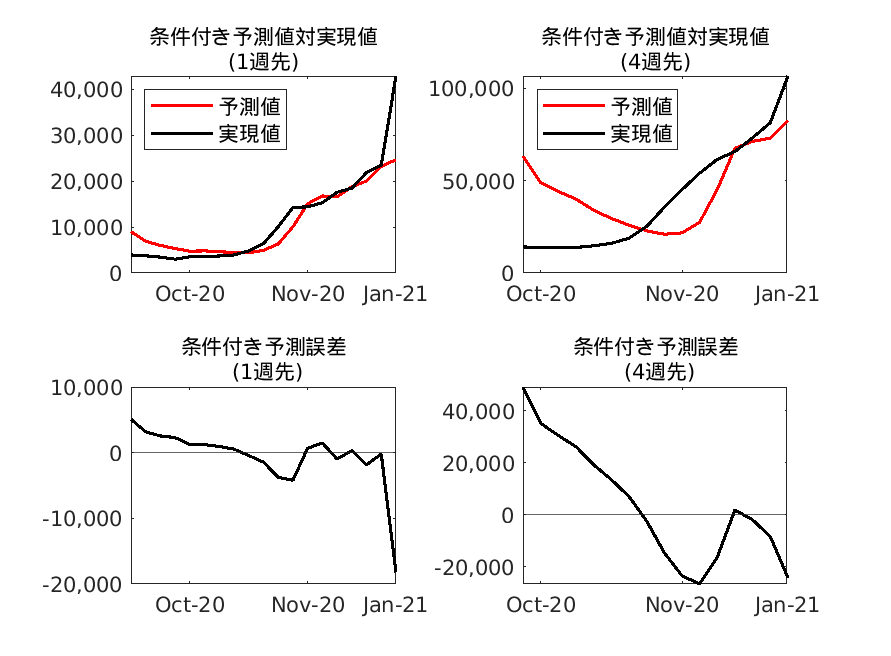 条件付き予測値対実現値
(1週先)
40,000
30,000
20,000
10,000
0
予測値
実現値
Oct-20
Nov-20
Jan-21
条件付き予測値対実現値
(4週先)
100,000
50,000
0
予測値
実現値
Oct-20
Nov-20
Jan-21
条件付き予測誤差
(1週先)
10,000
0
-10,000
-20,000
Oct-20
Nov-20
Jan-21
条件付き予測誤差
(4週先)
40,000
20,000
0
-20,000
Oct-20
Nov-20
Jan-21